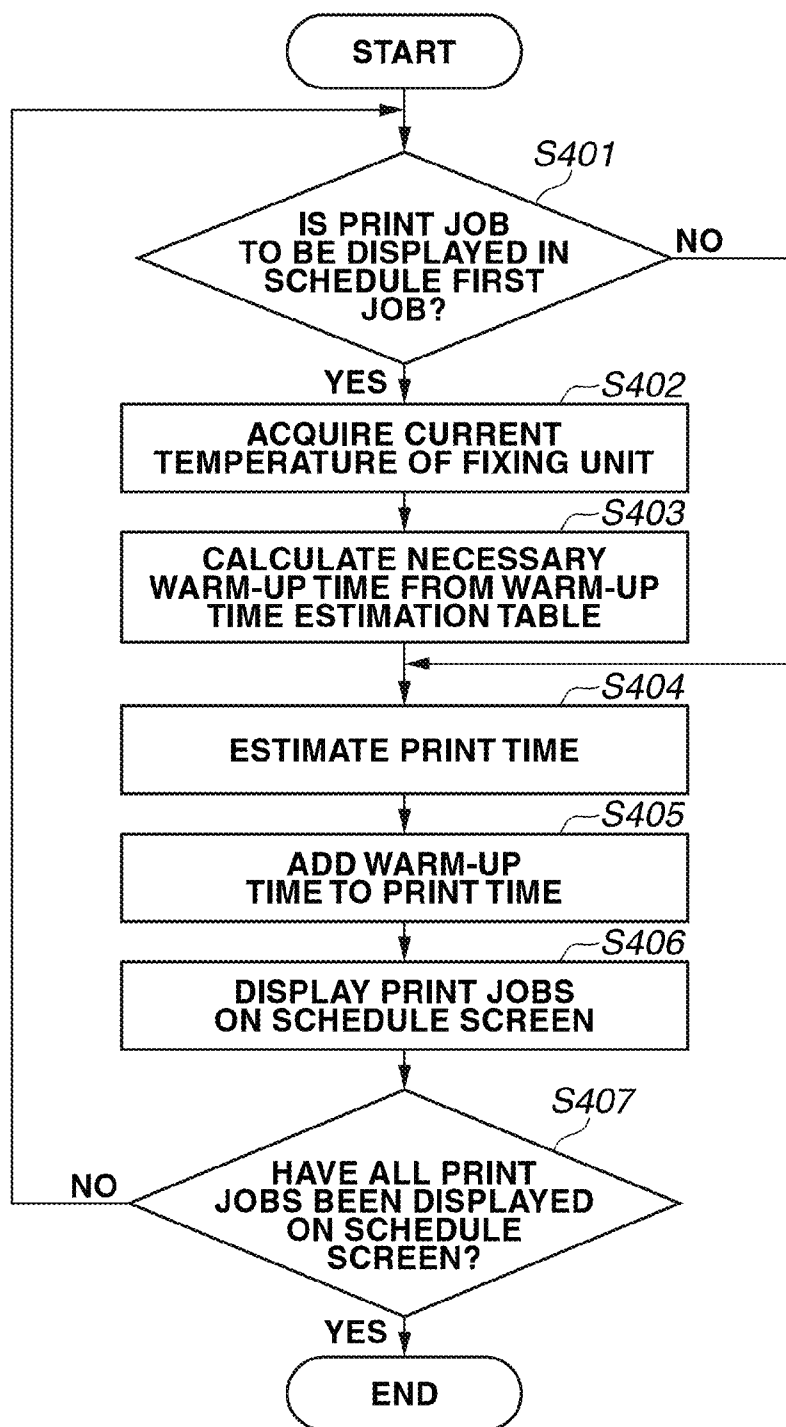 START
S401
IS PRINT JOB
TO BE DISPLAYED IN
SCHEDULE FIRST
JOB?
NO
YES
S402
ACQUIRE CURRENT
TEMPERATURE OF FIXING UNIT
S403
CALCULATE NECESSARY
WARM-UP TIME FROM WARM-UP
TIME ESTIMATION TABLE
S404
ESTIMATE PRINT TIME
S405
ADD WARM-UP
TIME TO PRINT TIME
S406
DISPLAY PRINT JOBS
ON SCHEDULE SCREEN
S407
HAVE ALL PRINT
JOBS BEEN DISPLAYED
ON SCHEDULE
SCREEN?
NO
YES
END